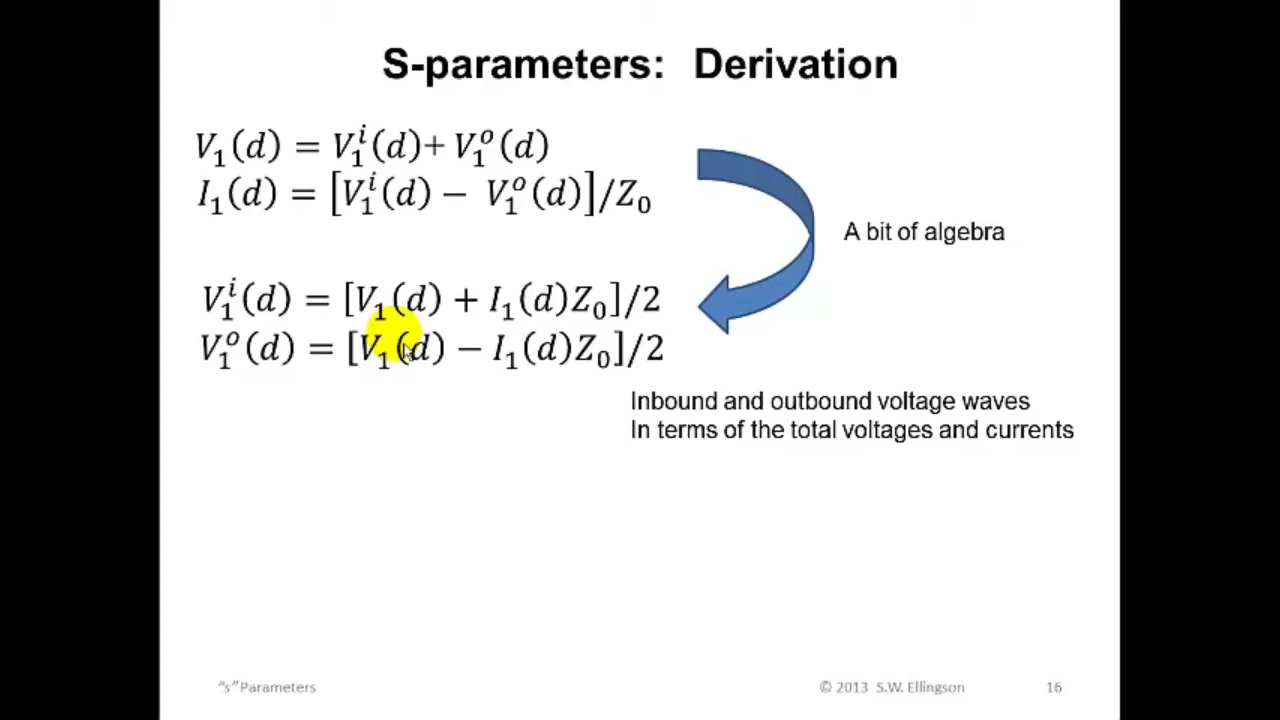 S-parameters: Derivation
V₁(d) = V₁ⁱ(d)+ V₁ᵒ(d)
I₁(d) = [V₁ⁱ(d) − V₁ᵒ(d)]/Z₀
A bit of algebra
V₁ⁱ(d) = [V₁(d) + I₁(d)Z₀]/2
V₁ᵒ(d) = [V₁(d) − I₁(d)Z₀]/2
Inbound and outbound voltage waves
In terms of the total voltages and currents
"s" Parameters
© 2013 S.W. Ellingson
16